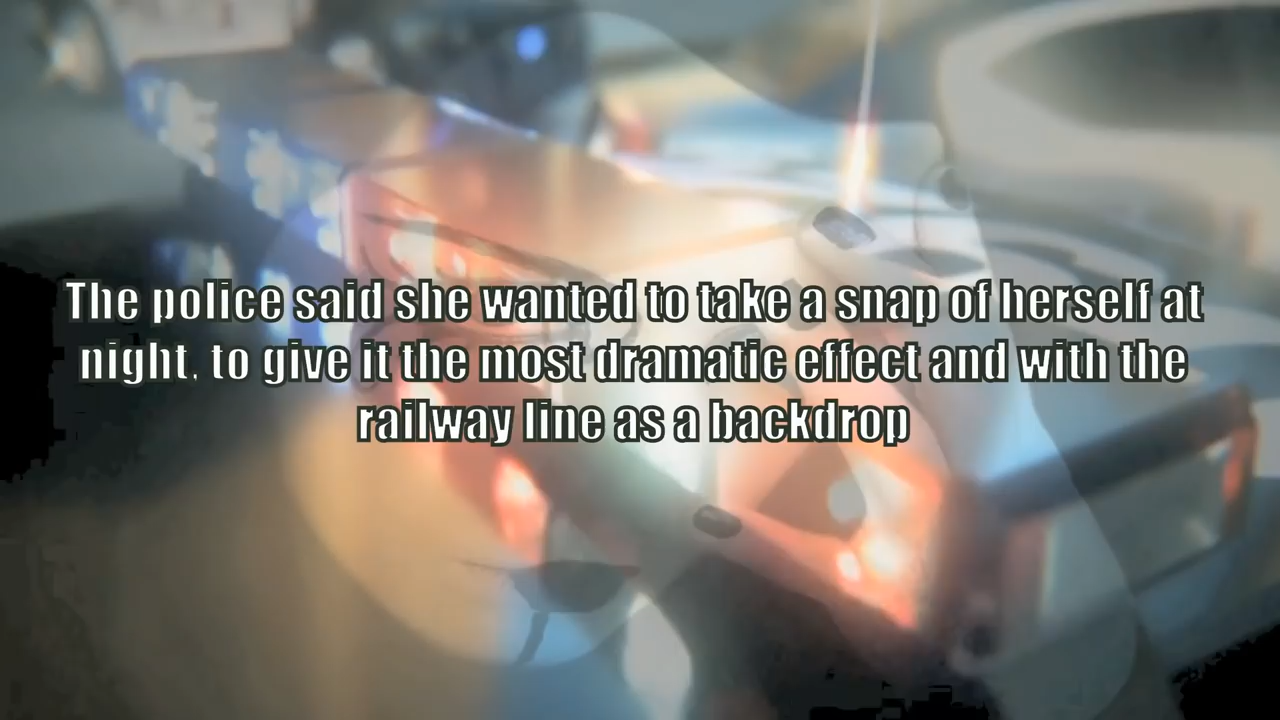 The police said she wanted to take a snap of herself at
night, to give it the most dramatic effect and with the
railway line as a backdrop